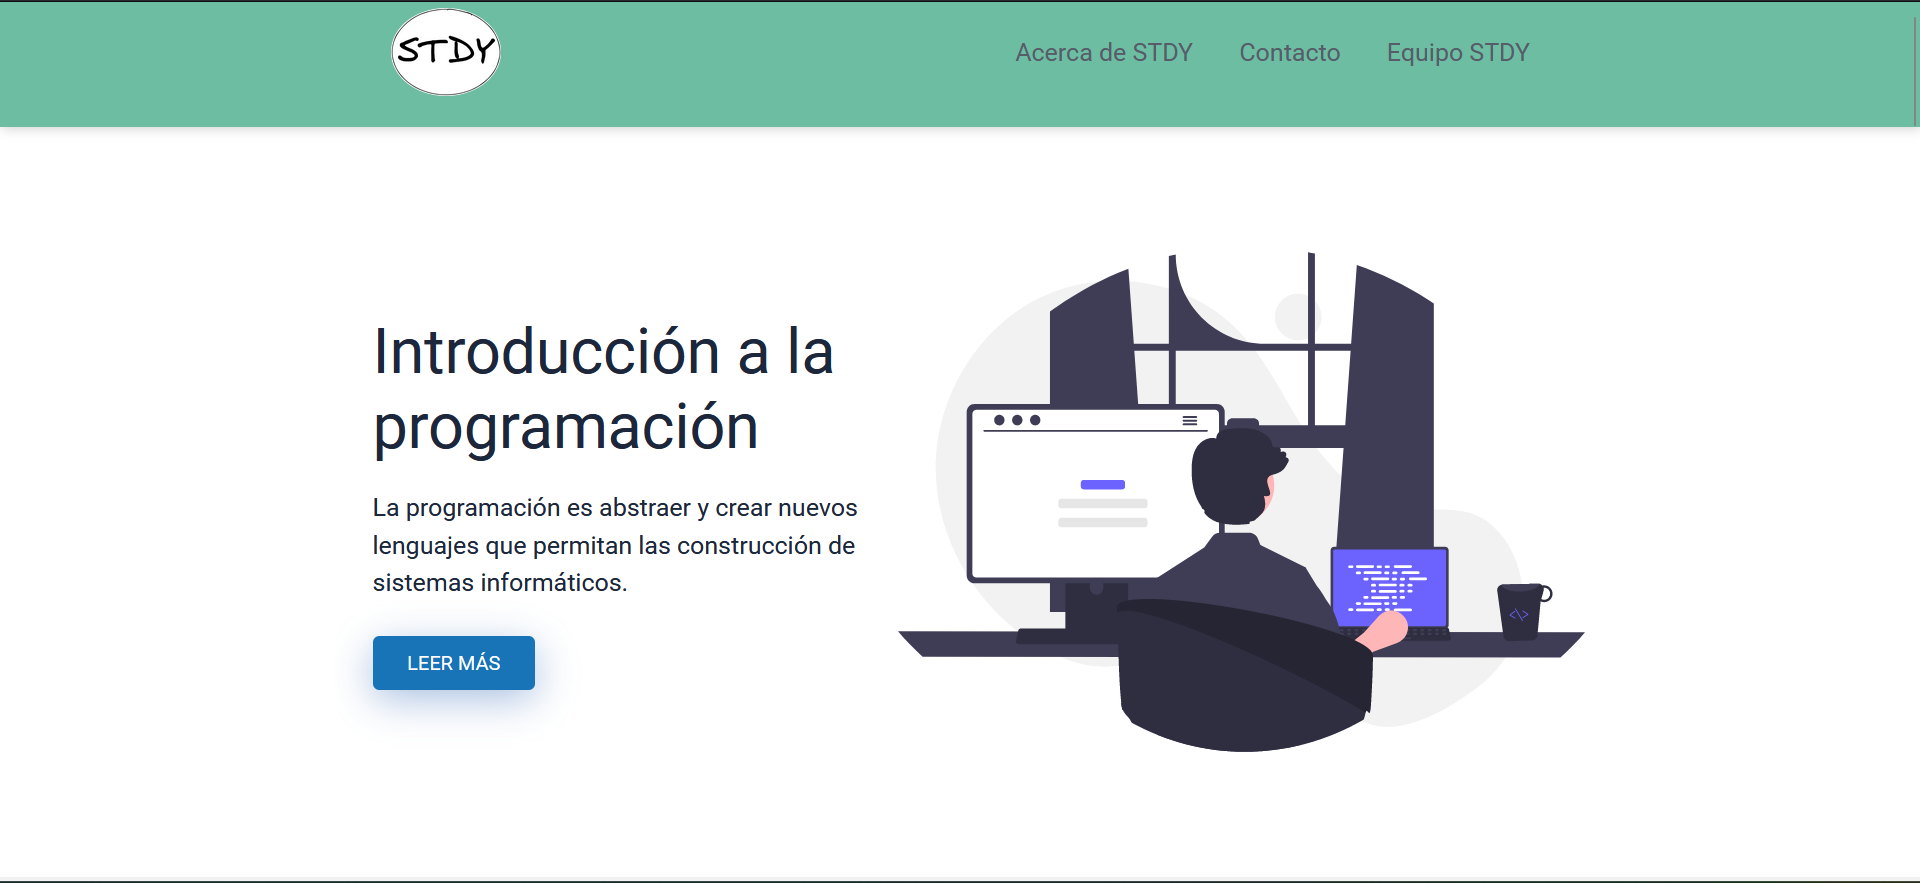 STDY
Acerca de STDY
Contacto
Equipo STDY
Introducción a la
programación
La programación es abstraer y crear nuevos
lenguajes que permitan las construcción de
sistemas informáticos.
LEER MÁS
<\>